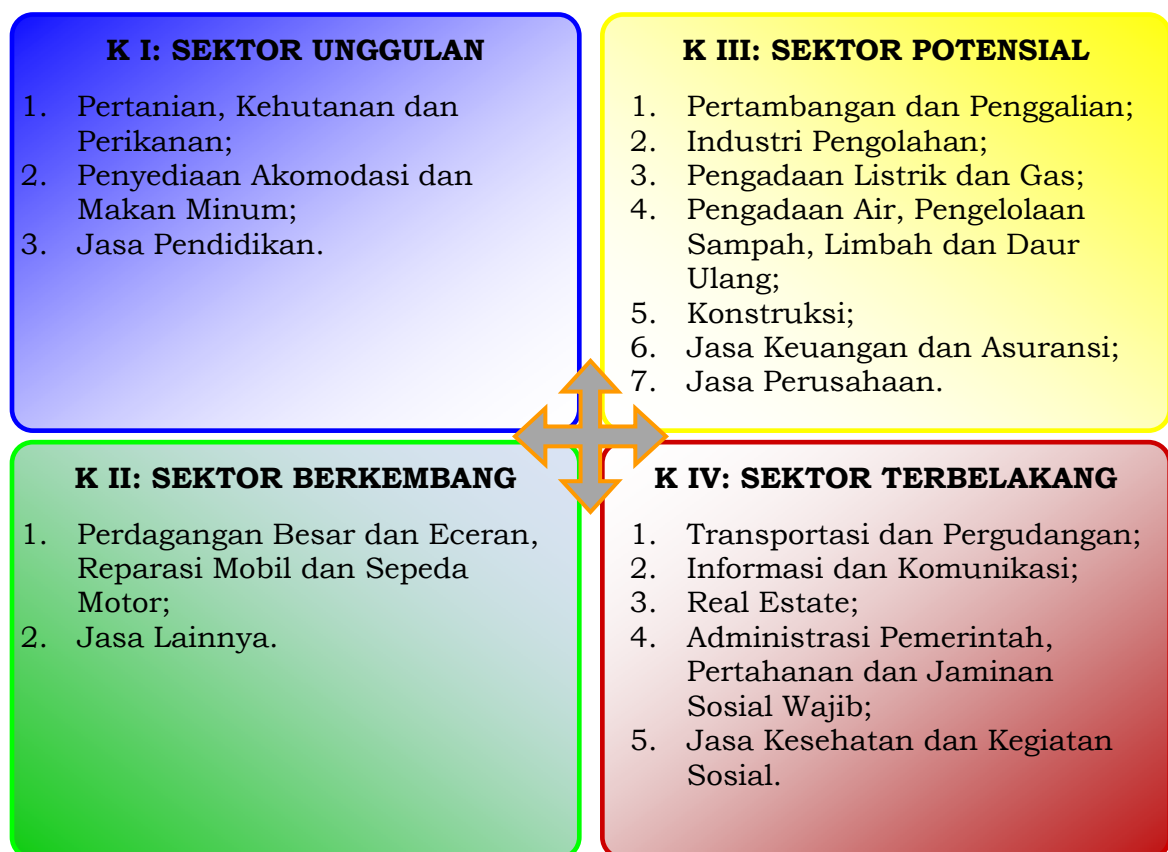 K I: SEKTOR UNGGULAN
1. Pertanian, Kehutanan dan
Perikanan;
2. Penyediaan Akomodasi dan
Makan Minum;
3. Jasa Pendidikan.
K III: SEKTOR POTENSIAL
1. Pertambangan dan Penggalian;
2. Industri Pengolahan;
3. Pengadaan Listrik dan Gas;
4. Pengadaan Air, Pengelolaan
Sampah, Limbah dan Daur
Ulang;
5. Konstruksi;
6. Jasa Keuangan dan Asuransi;
7. Jasa Perusahaan.
K II: SEKTOR BERKEMBANG
1. Perdagangan Besar dan Eceran,
Reparasi Mobil dan Sepeda
Motor;
2. Jasa Lainnya.
K IV: SEKTOR TERBELAKANG
1. Transportasi dan Pergudangan;
2. Informasi dan Komunikasi;
3. Real Estate;
4. Administrasi Pemerintah,
Pertahanan dan Jaminan
Sosial Wajib;
5. Jasa Kesehatan dan Kegiatan
Sosial.